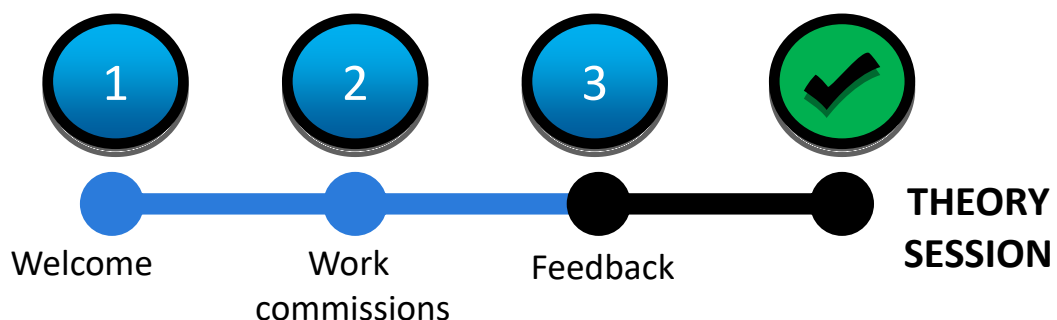 1
2
3
Welcome
Work
commissions
Feedback
THEORY
SESSION